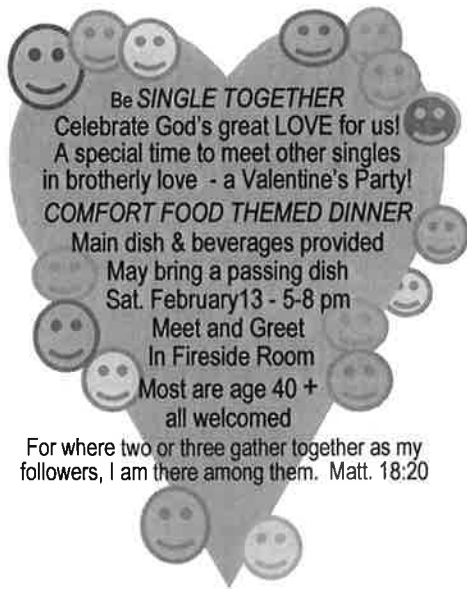 Be SINGLE TOGETHER
Celebrate God's great LOVE for us!
A special time to meet other singles
in brotherly love - a Valentine's Party!
COMFORT FOOD THEMED DINNER
Main dish & beverages provided
May bring a passing dish
Sat. February13 - 5-8 pm
Meet and Greet
In Fireside Room
Most are age 40 +
all welcomed
For where two or three gather together as my
followers, I am there among them. Matt. 18:20